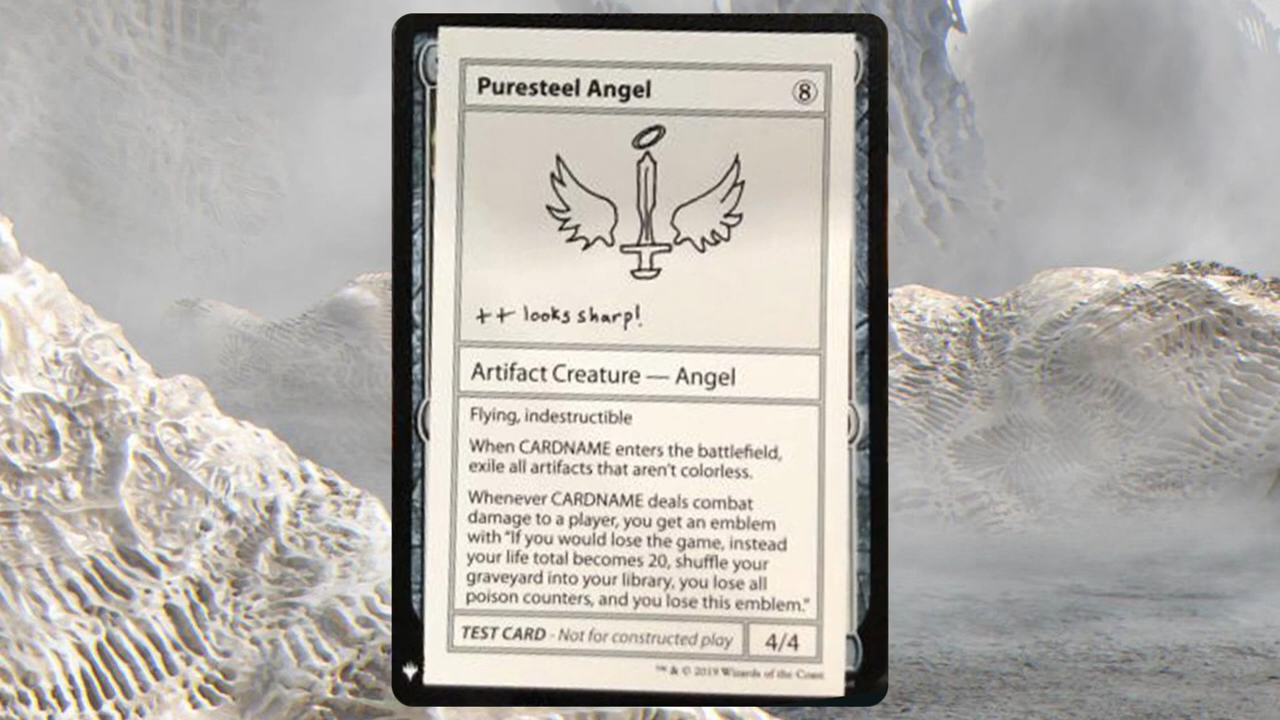 Puresteel Angel 8
++ looks sharp!
Artifact Creature — Angel
Flying, indestructible
When CARDNAME enters the battlefield,
exile all artifacts that aren't colorless.
Whenever CARDNAME deals combat
damage to a player, you get an emblem
with "If you would lose the game, instead
your life total becomes 20, shuffle your
graveyard into your library, you lose all
poison counters, and you lose this emblem."
TEST CARD - Not for constructed play 4/4
™ & © 2019 Wizards of the Coast